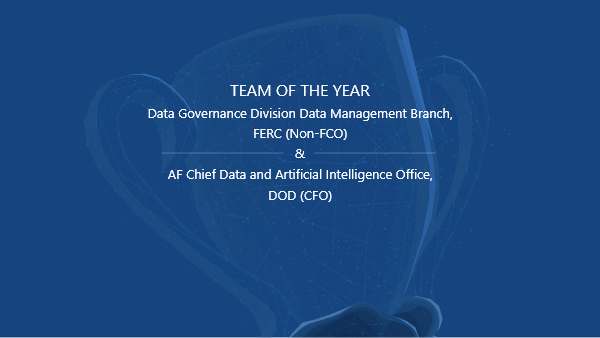 TEAM OF THE YEAR
Data Governance Division Data Management Branch,
FERC (Non-FCO)
&
AF Chief Data and Artificial Intelligence Office,
DOD (CFO)